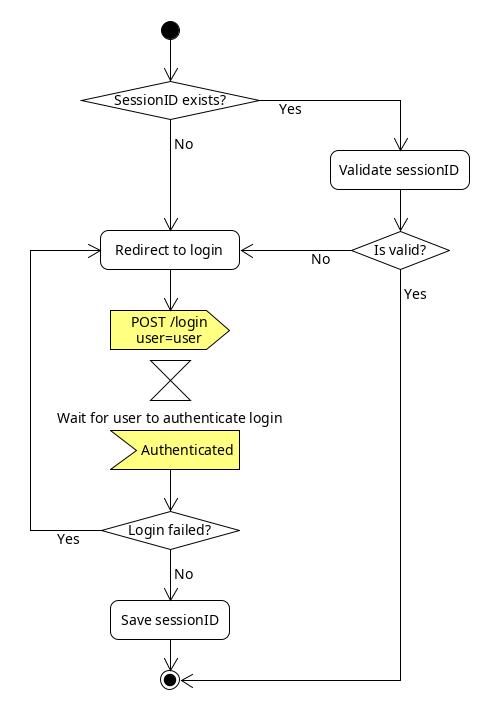 SessionID exists?
Yes
No
Validate sessionID
Redirect to login
Is valid?
No
Yes
POST /login
user=user
Wait for user to authenticate login
Authenticated
Login failed?
Yes
No
Save sessionID